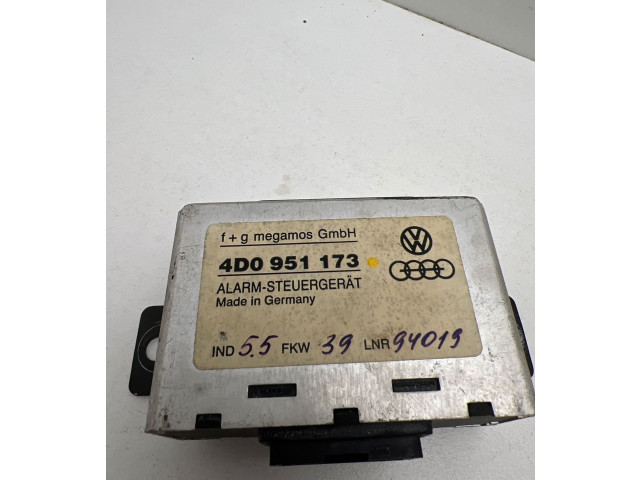 f + g megamos GmbH
4D0 951 173
ALARM-STEUERGERÄT
Made in Germany
IND 5.5 FKW 39 LNR 94019